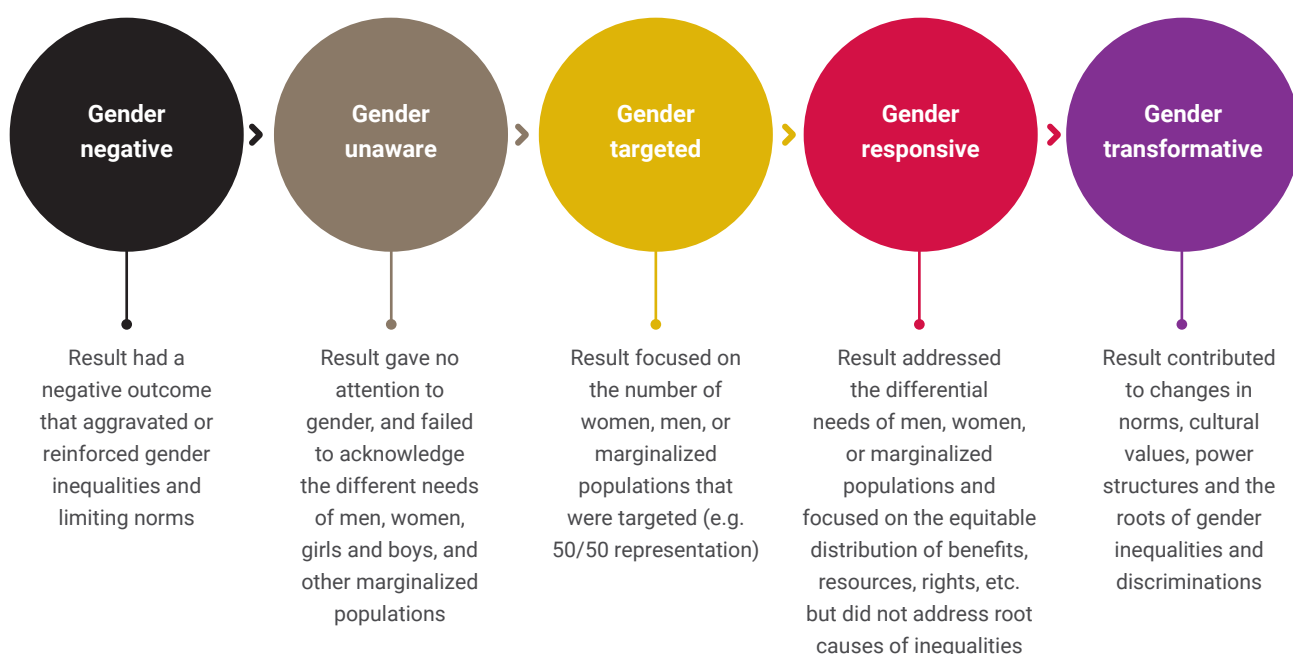 Gender
negative
Gender
unaware
Gender
targeted
Gender
responsive
Gender
transformative
Result had a
negative outcome
that aggravated or
reinforced gender
inequalities and
limiting norms
Result gave no
attention to
gender, and failed
to acknowledge
the different needs
of men, women,
girls and boys, and
other marginalized
populations
Result focused on
the number of
women, men, or
marginalized
populations that
were targeted (e.g.
50/50 representation)
Result addressed
the differential
needs of men, women,
or marginalized
populations and
focused on the equitable
distribution of benefits,
resources, rights, etc.
but did not address root
causes of inequalities
Result contributed
to changes in
norms, cultural
values, power
structures and the
roots of gender
inequalities and
discriminations